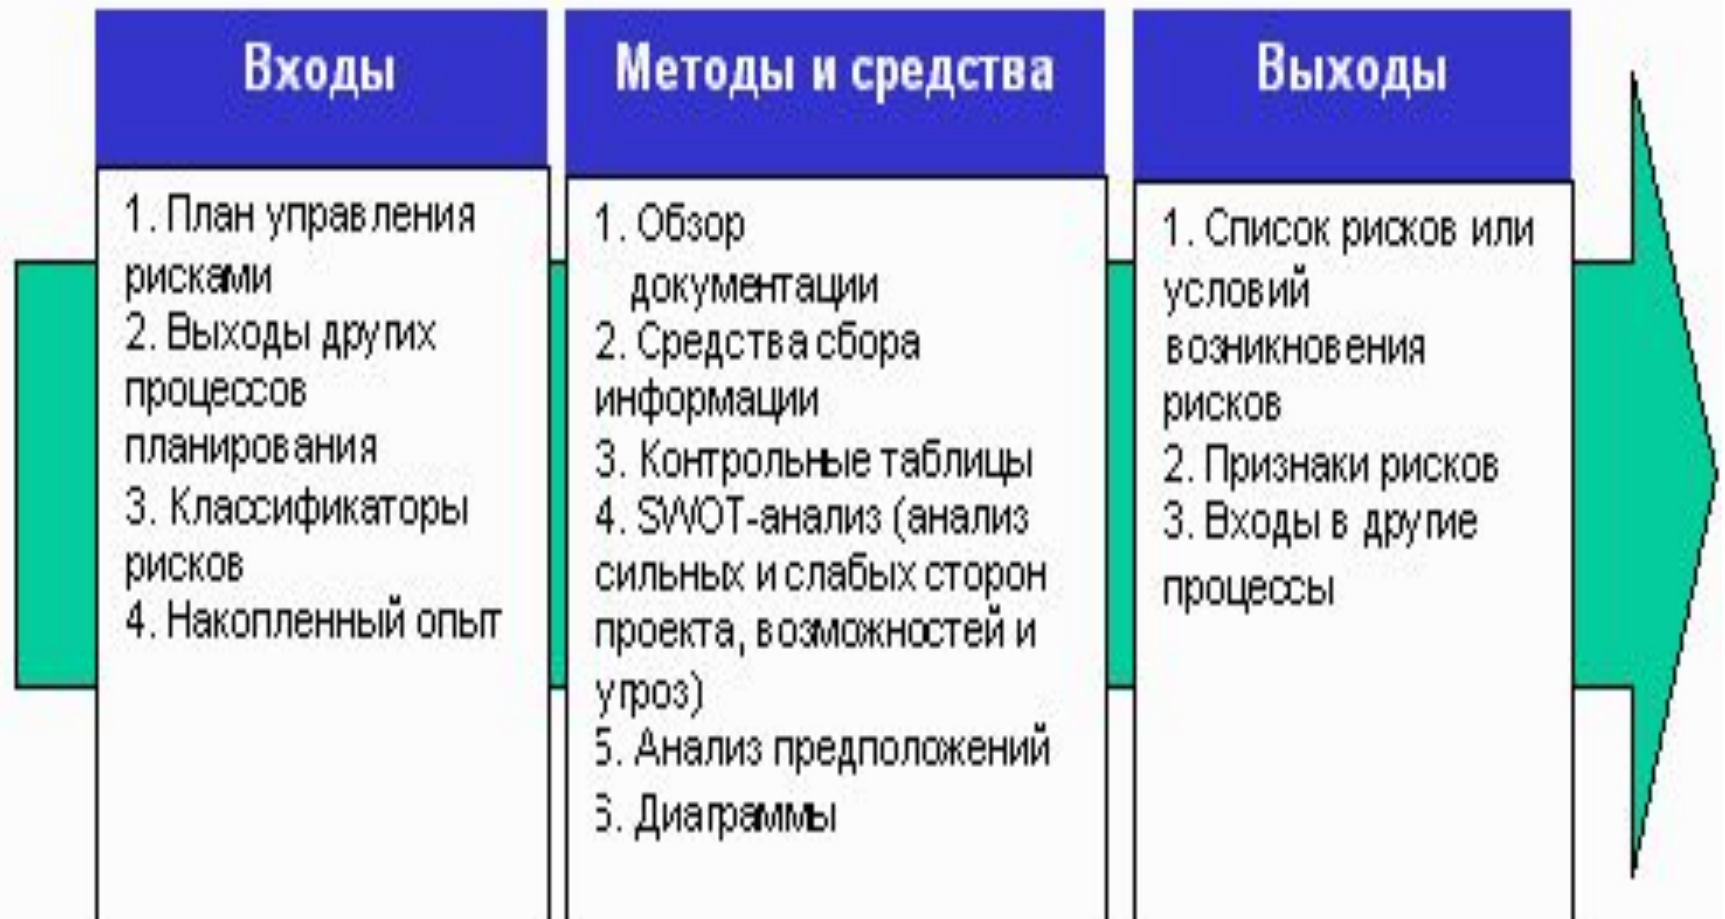 Входы
1. План управления
рисками
2. Выходы других
процессов
планирования
3. Классификаторы
рисков
4. Накопленный опыт
Методы и средства
1. Обзор
документации
2. Средства сбора
информации
3. Контрольные таблицы
4. SWOT-анализ (анализ
сильных и слабых сторон
проекта, возможностей и
угроз)
5. Анализ предположений
6. Диаграммы
Выходы
1. Список рисков или
условий
возникновения
рисков
2. Признаки рисков
3. Входы в другие
процессы